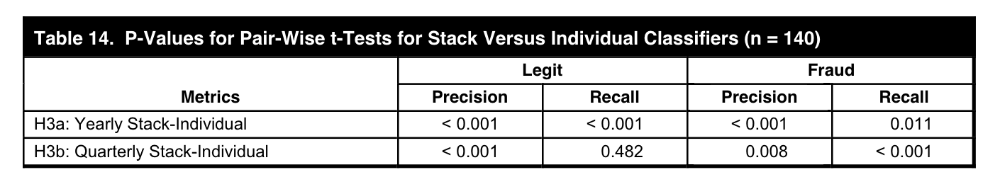 Table 14. P-Values for Pair-Wise t-Tests for Stack Versus Individual Classifiers (n = 140)
Legit Fraud
Metrics Precision Recall Precision Recall
H3a: Yearly Stack-Individual < 0.001 < 0.001 < 0.001 0.011
H3b: Quarterly Stack-Individual < 0.001 0.482 0.008 < 0.001